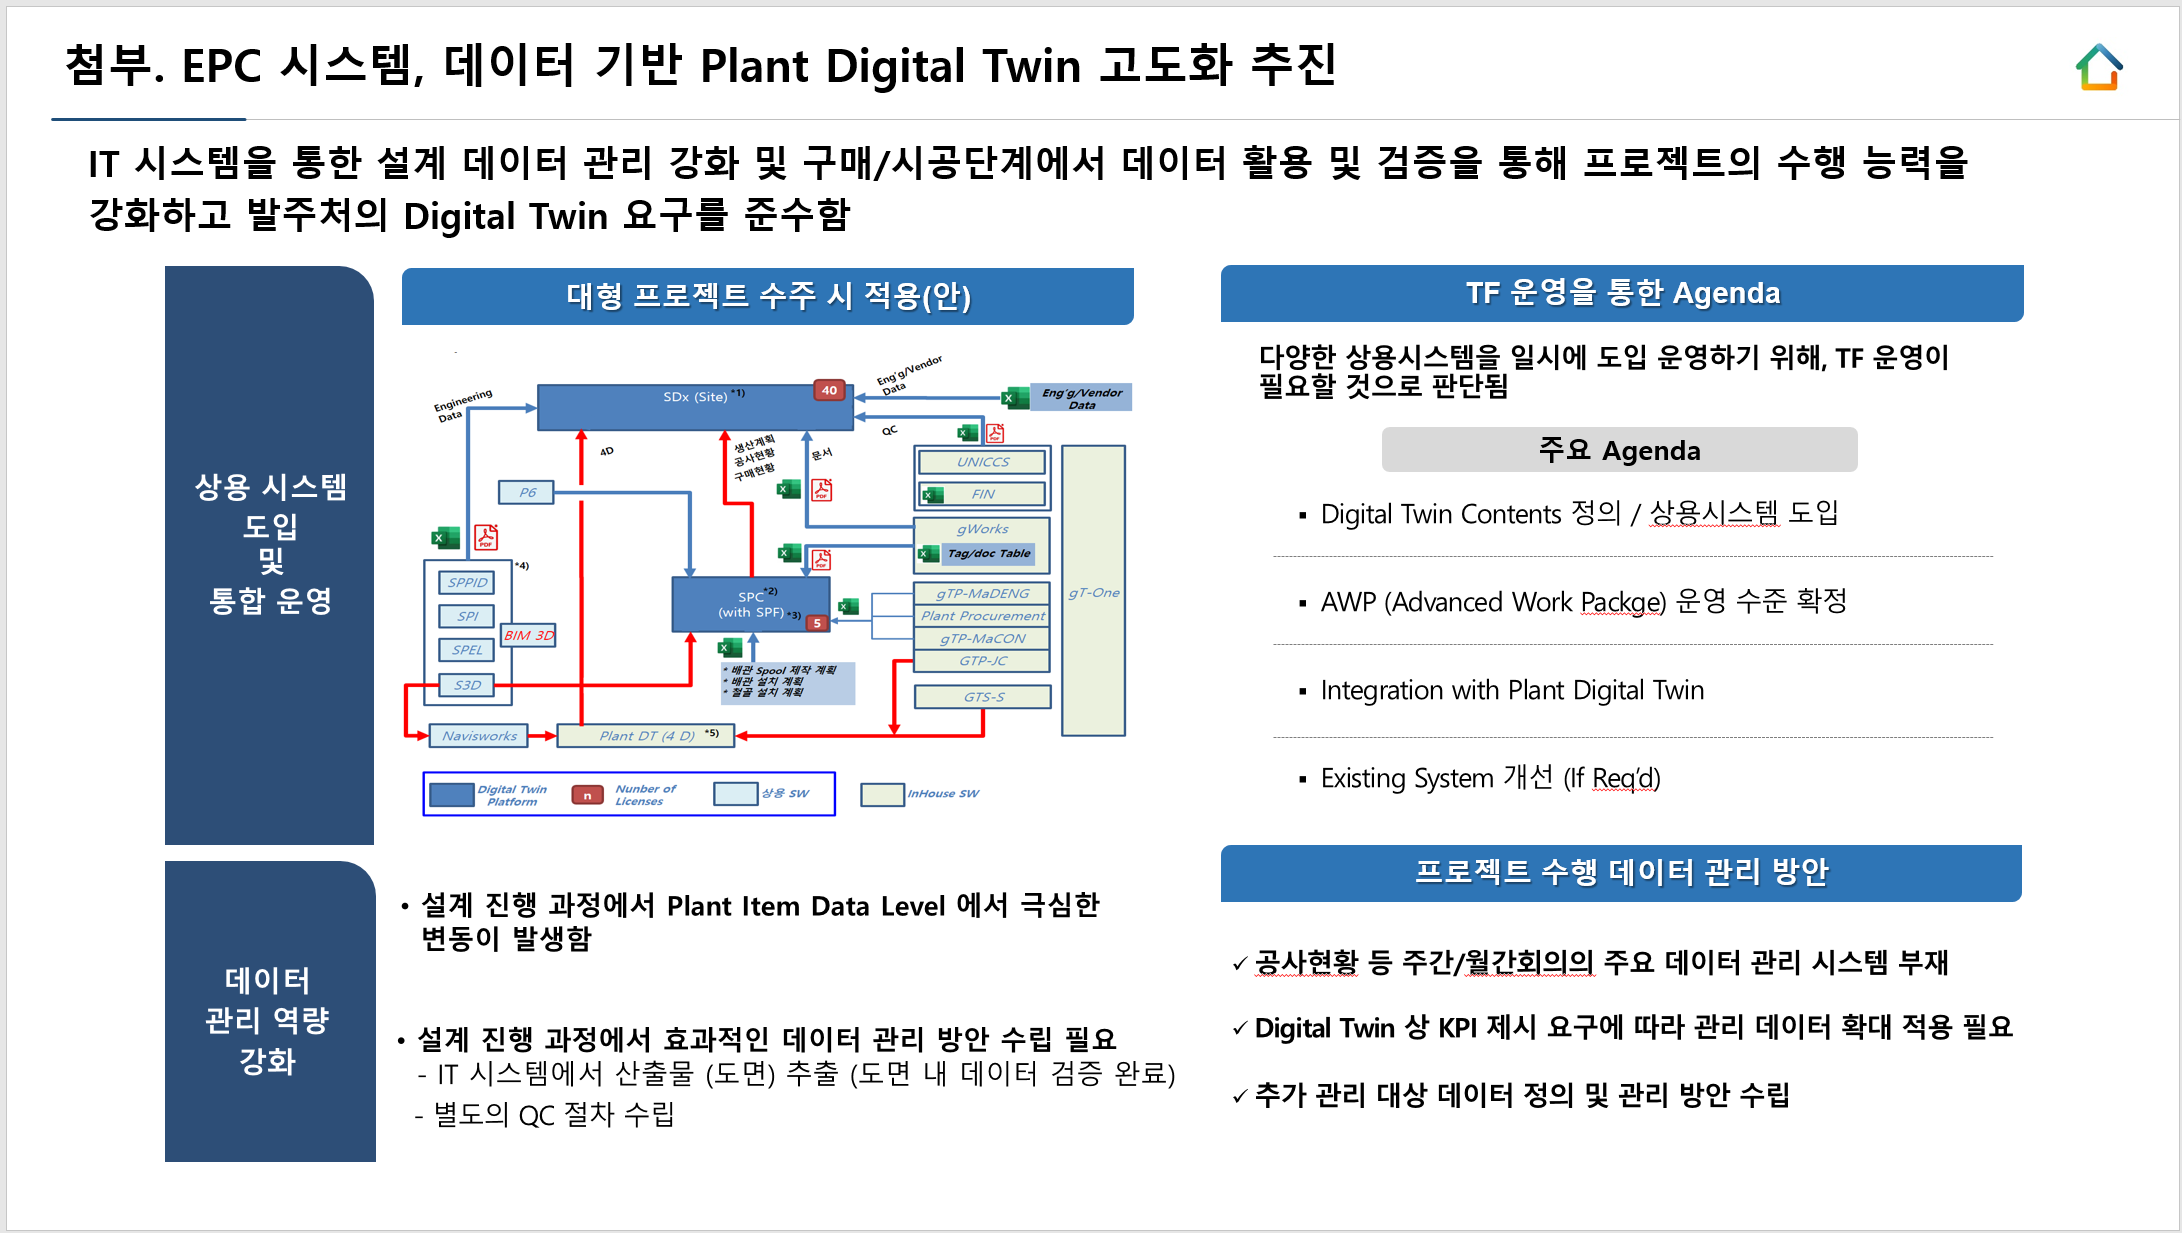 첨부. EPC 시스템, 데이터 기반 Plant Digital Twin 고도화 추진
IT 시스템을 통한 설계 데이터 관리 강화 및 구매/시공단계에서 데이터 활용 및 검증을 통해 프로젝트의 수행 능력을
강화하고 발주처의 Digital Twin 요구를 준수함
상용 시스템
도입
및
통합 운영
대형 프로젝트 수주 시 적용(안)
Engineering
Data
SDx (Site) *1)
40
Eng'g/Vendor
Data
Eng'g/Vendor
Data
QC
4D
생산계획
공사현황
구매현황
문서
P6
UNICCS
FIN
gWorks
Tag/doc Table
gT-One
SPPID
SPI
SPEL
S3D
*4)
BIM 3D
SPC *2)
(with SPF) *3)
5
gTP-MaDENG
Plant Procurement
gTP-MaCON
GTP-JC
GTS-S
* 배관 Spool 제작 계획
* 배관 설치 계획
* 철골 설치 계획
Navisworks
Plant DT (4 D) *5)
Digital Twin
Platform
n
Nunber of
Licenses
상용 SW
InHouse SW
TF 운영을 통한 Agenda
다양한 상용시스템을 일시에 도입 운영하기 위해, TF 운영이
필요할 것으로 판단됨
주요 Agenda
▪ Digital Twin Contents 정의 / 상용시스템 도입
▪ AWP (Advanced Work Packge) 운영 수준 확정
▪ Integration with Plant Digital Twin
▪ Existing System 개선 (If Req'd)
데이터
관리 역량
강화
• 설계 진행 과정에서 Plant Item Data Level 에서 극심한
변동이 발생함
• 설계 진행 과정에서 효과적인 데이터 관리 방안 수립 필요
- IT 시스템에서 산출물 (도면) 추출 (도면 내 데이터 검증 완료)
- 별도의 QC 절차 수립
프로젝트 수행 데이터 관리 방안
✓ 공사현황 등 주간/월간회의의 주요 데이터 관리 시스템 부재
✓ Digital Twin 상 KPI 제시 요구에 따라 관리 데이터 확대 적용 필요
✓ 추가 관리 대상 데이터 정의 및 관리 방안 수립